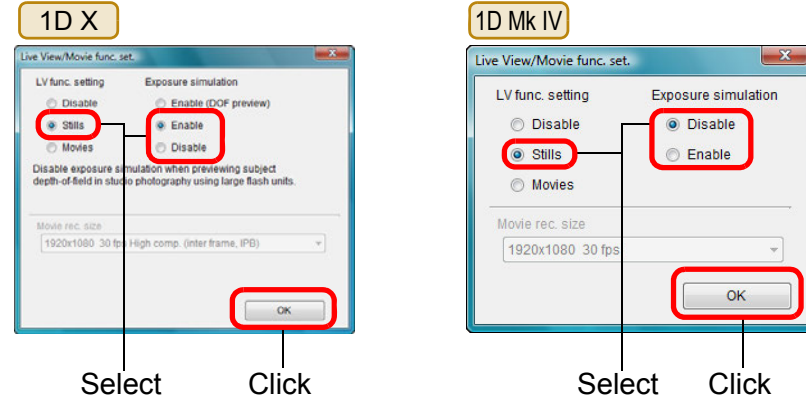 1D X
Live View/Movie func. set.
LV func. setting
Exposure simulation
Disable
Enable (DOF preview)
Stills
Enable
Movies
Disable
Disable exposure simulation when previewing subject
depth-of-field in studio photography using large flash units.
Movie rec. size
1920x1080 30 fps High comp. (inter frame, IPB)
OK
Select
Click
1D Mk IV
Live View/Movie func. set.
LV func. setting
Exposure simulation
Disable
Disable
Stills
Enable
Movies
Movie rec. size
1920x1080 30 fps
OK
Select
Click